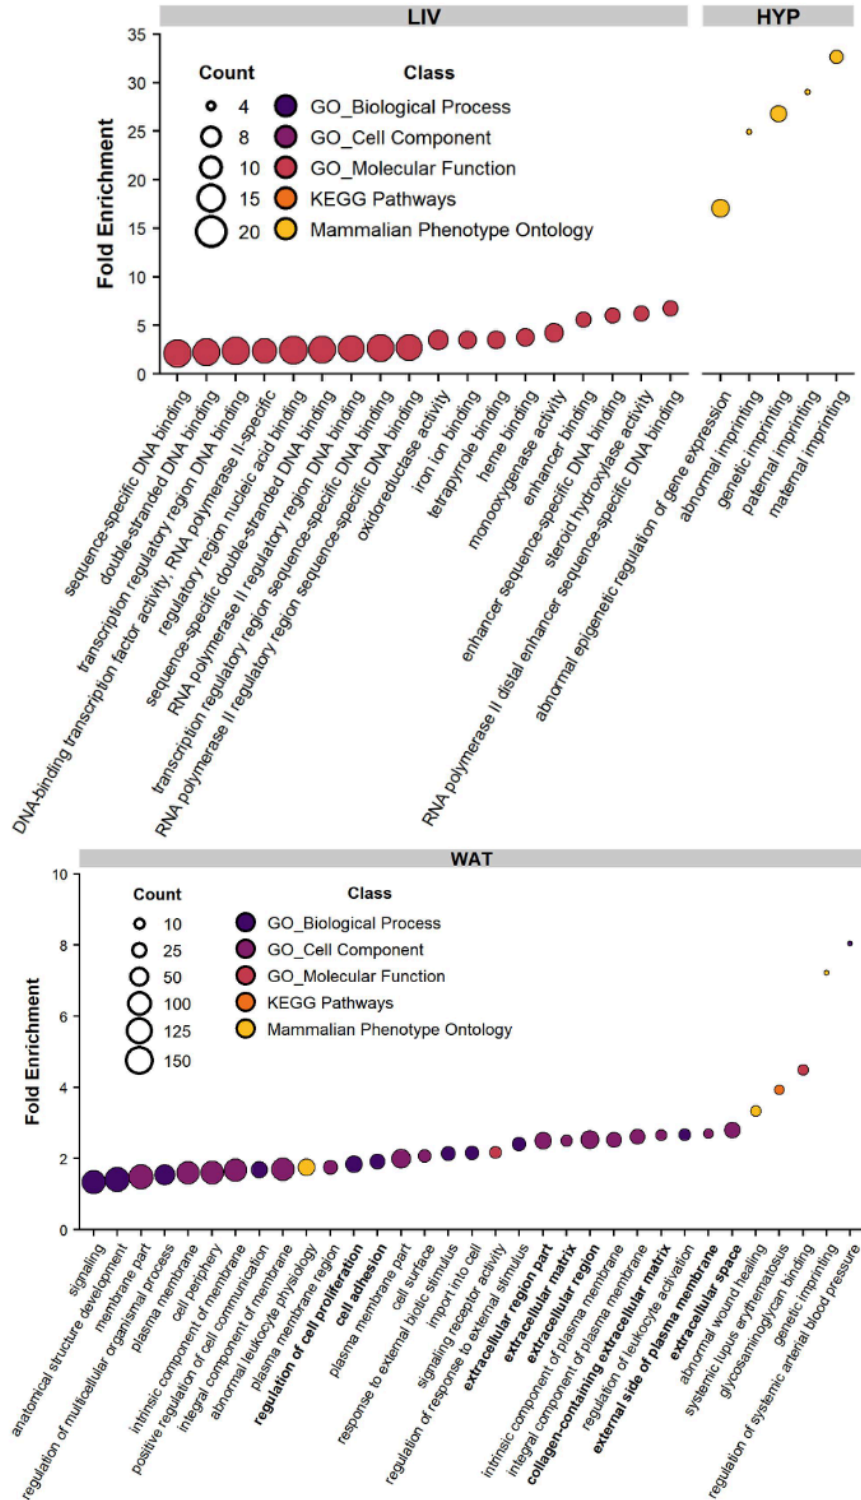 LIV
HYP
Fold Enrichment
35
30
25
20
15
10
5
0
Count
4
8
10
15
20
Class
GO_Biological Process
GO_Cell Component
GO_Molecular Function
KEGG Pathways
Mammalian Phenotype Ontology
sequence-specific DNA binding
double-stranded DNA binding
transcription regulatory region DNA binding
DNA-binding transcription factor activity, RNA polymerase II-specific
regulatory region nucleic acid binding
sequence-specific double-stranded DNA binding
RNA polymerase II regulatory region DNA binding
transcription regulatory region sequence-specific DNA binding
RNA polymerase II regulatory region sequence-specific DNA binding
oxidoreductase activity
iron ion binding
tetrapyrrole binding
heme binding
monooxygenase activity
enhancer binding
enhancer sequence-specific DNA binding
steroid hydroxylase activity
RNA polymerase II distal enhancer sequence-specific DNA binding
abnormal epigenetic regulation of gene expression
abnormal imprinting
genetic imprinting
paternal imprinting
maternal imprinting
WAT
Fold Enrichment
10
8
6
4
2
0
Count
10
25
50
100
125
150
Class
GO_Biological Process
GO_Cell Component
GO_Molecular Function
KEGG Pathways
Mammalian Phenotype Ontology
signaling
anatomical structure development
membrane part
regulation of multicellular organismal process
plasma membrane
cell periphery
intrinsic component of membrane
positive regulation of cell communication
integral component of membrane
abnormal leukocyte physiology
plasma membrane region
regulation of cell proliferation
cell adhesion
plasma membrane part
cell surface
response to external biotic stimulus
import into cell
signaling receptor activity
regulation of response to external stimulus
extracellular region part
extracellular matrix
extracellular region
intrinsic component of plasma membrane
integral component of plasma membrane
collagen-containing extracellular matrix
regulation of leukocyte activation
external side of plasma membrane
extracellular space
abnormal wound healing
systemic lupus erythematosus
glycosaminoglycan binding
genetic imprinting
regulation of systemic arterial blood pressure